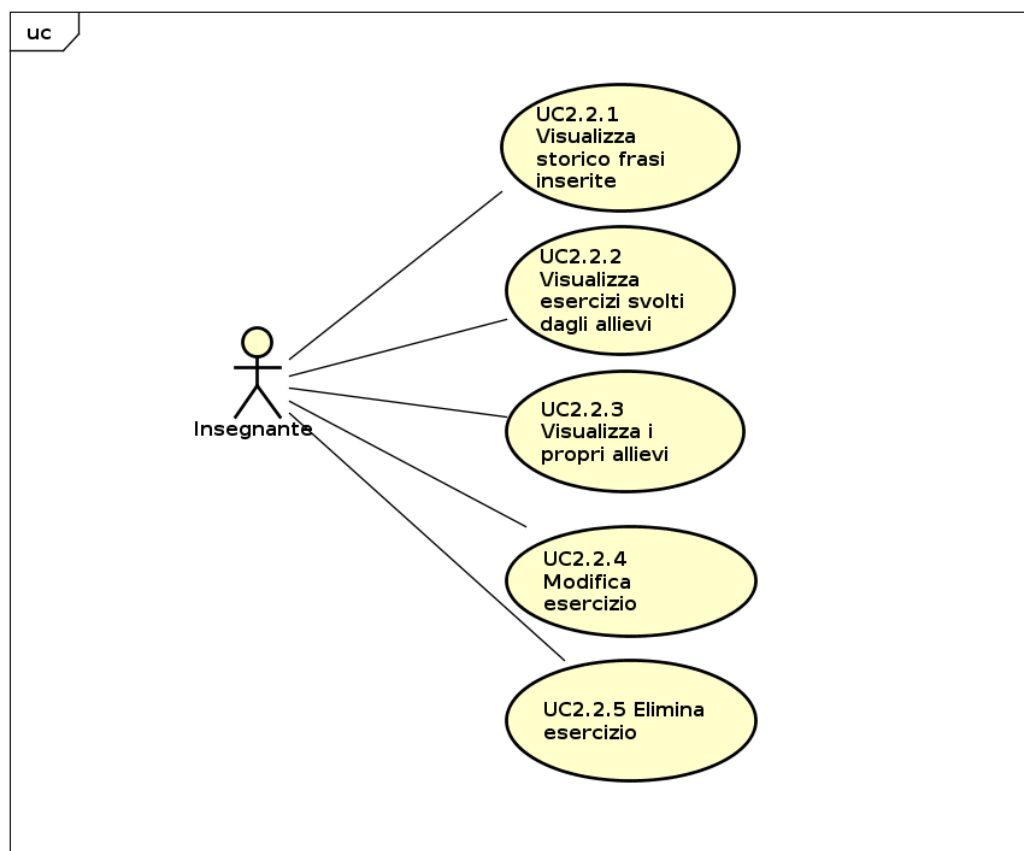 uc
UC2.2.1
Visualizza
storico frasi
inserite
UC2.2.2
Visualizza
esercizi svolti
dagli allievi
Insegnante
UC2.2.3
Visualizza i
propri allievi
UC2.2.4
Modifica
esercizio
UC2.2.5 Elimina
esercizio